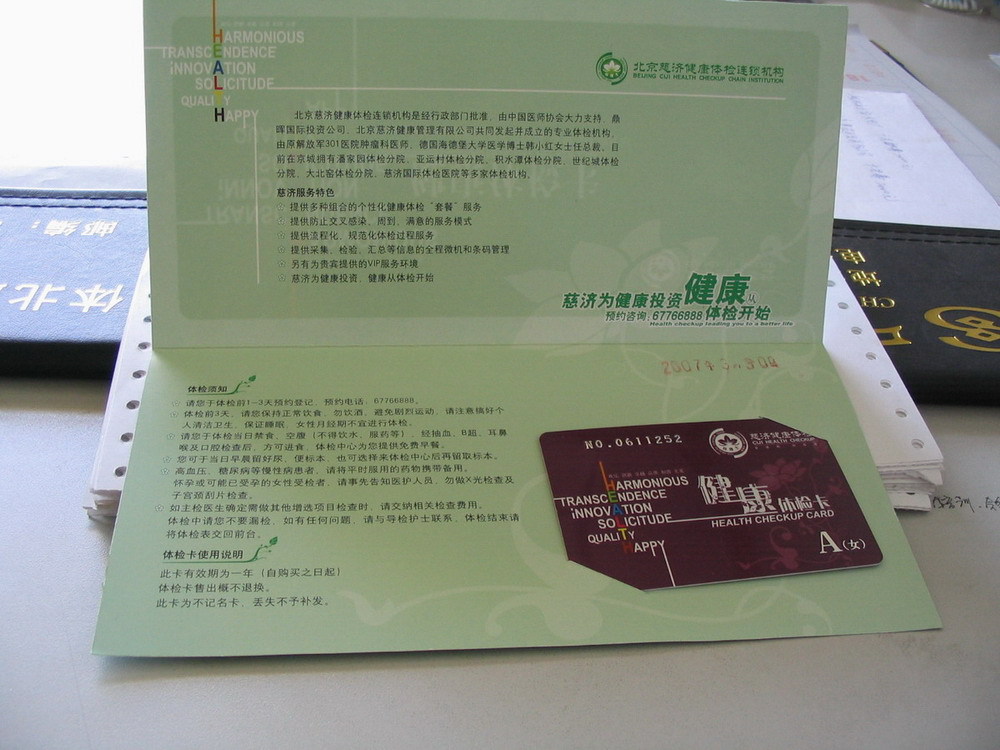 HARMONIOUS
TRANSCENDENCE
iNNOVATION
SOLICITUDE
QUALITY
HAPPY
北京慈济健康体检连锁机构
BEIJING CIJI HEALTH CHECKUP CHAIN INSTITUTION
北京慈济健康体检连锁机构是经行政部门批准，由中国医师协会大力支持、鼎
晖国际投资公司、北京慈济健康管理有限公司共同发起并成立的专业体检机构，
由原解放军301医院肿瘤科医师、德国海德堡大学医学博士韩小红女士任总裁。目
前在京城拥有潘家园体检分院、亚运村体检分院、积水潭体检分院、世纪城体检
分院、大北窑体检分院、慈济国际体检医院等多家体检机构。
慈济服务特色
提供多种组合的个性化健康体检“套餐”服务
提供防止交叉感染、周到、满意的服务模式
提供流程化、规范化体检过程服务
提供采集、检验、汇总等信息的全程微机和条码管理
另有为贵宾提供的VIP服务环境
慈济为健康投资，健康从体检开始
慈济为健康投资 健康从
预约咨询：67766888 体检开始
Health checkup leading you to a better life
2007年
体检须知
请您于体检前1-3天预约登记，预约电话：67766888。
体检前3天，请您保持正常饮食，勿饮酒，避免剧烈运动，请注意搞好个
人清洁卫生，保证睡眠，女性月经期不宜进行体检。
请您于体检当日禁食，空腹（不得饮水、服药等），经抽血、B超、耳鼻
喉及口腔检查后，方可进食，体检中心为您提供免费早餐。
您可于当日早晨留好尿、便标本，也可选择来体检中心后再留取标本。
高血压、糖尿病等慢性病患者，请将平时服用的药物携带备用。
怀孕或可能已受孕的女性受检者，请事先告知医护人员，勿做X光检查及
子宫颈刮片检查。
如主检医生确定需做其他增选项目检查时，请交纳相关检查费用。
体检中请您不要漏检，如有任何问题，请与导检护士联系，体检结束请
将体检表交回前台。
体检卡使用说明
此卡有效期为一年（自购买之日起）
体检卡售出概不退换。
此卡为不记名卡，丢失不予补发。
NO.0611252
慈济健康体
CIJI HEALTH CHECKUP
HARMONIOUS
TRANSCENDENCE
iNNOVATION
SOLICITUDE
QUALITY
HAPPY
健康体检卡
HEALTH CHECKUP CARD
A（女）
邮编：
体北